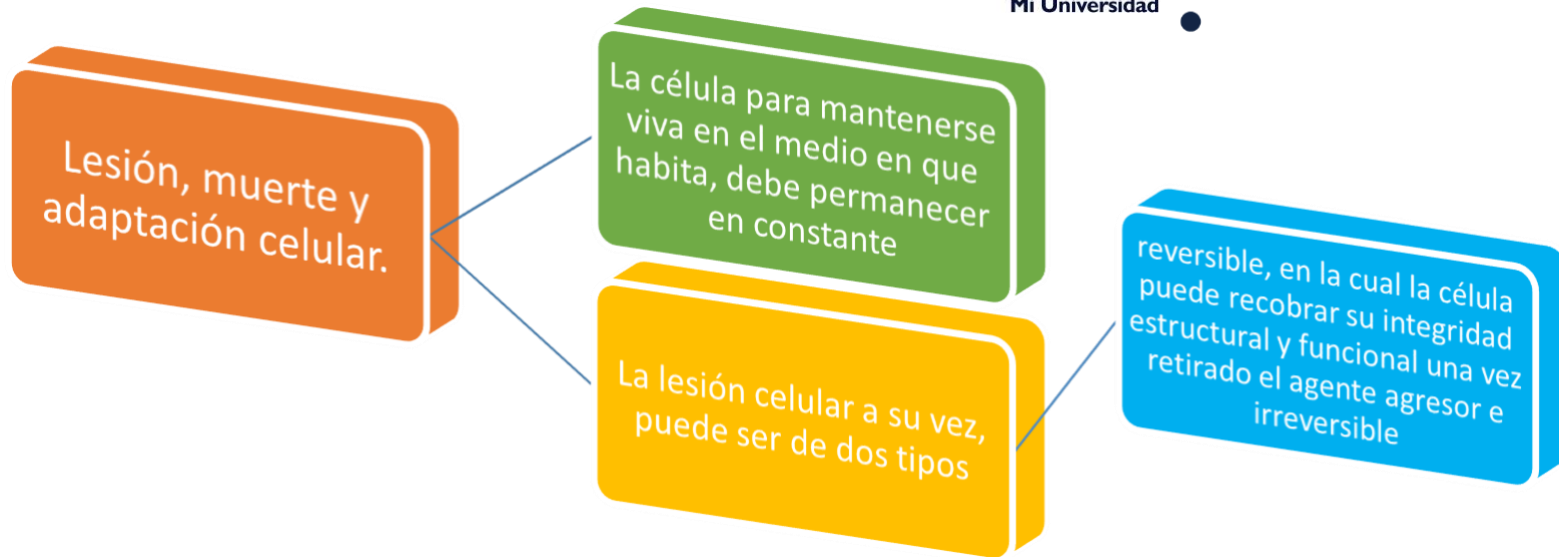 Mi Universidad
Lesión, muerte y
adaptación celular.
La célula para mantenerse
viva en el medio en que
habita, debe permanecer
en constante
La lesión celular a su vez,
puede ser de dos tipos
reversible, en la cual la célula
puede recobrar su integridad
estructural y funcional una vez
retirado el agente agresor e
irreversible